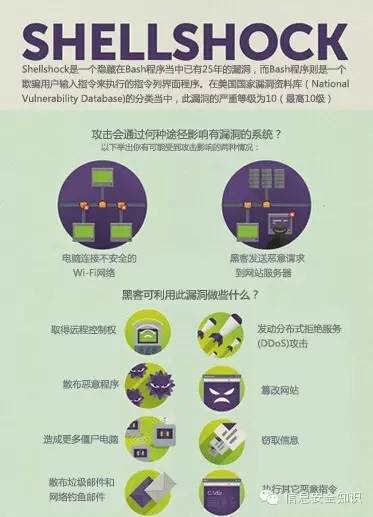 SHELLSHOCK
Shellshock是一个隐藏在Bash程序当中已有25年的漏洞，而Bash程序则是一个
欺编用户输入指令来执行的指令列界面程序。在美国国家漏洞资料库（National
Vulnerability Database)的分类当中，此漏洞的严重等级为10（最高10级）
攻击会通过何种途径影响有漏洞的系统？
以下举出你有可能受到攻击影响的两种情况：
电脑连接不安全的
Wi-Fi网络
黑客发送恶意请求
到网站服务器
黑客可利用此漏洞做些什么？
取得远程控制权
发动分布式拒绝服务
(DDoS)攻击
散布恶意程序
篡改网站
造成更多僵尸电脑
窃取信息
散布垃圾邮件和
网络钓鱼邮件
执行其它恶意指令
信息安全知识